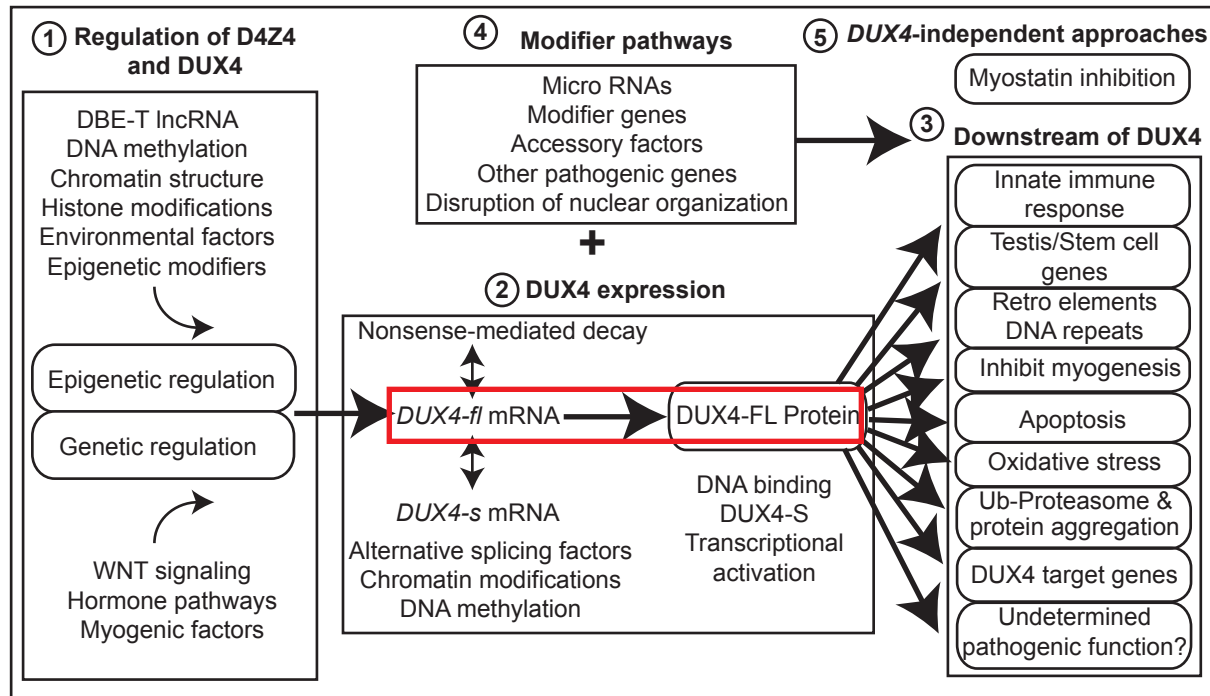 ① Regulation of D4Z4
and DUX4
DBE-T lncRNA
DNA methylation
Chromatin structure
Histone modifications
Environmental factors
Epigenetic modifiers
Epigenetic regulation
Genetic regulation
WNT signaling
Hormone pathways
Myogenic factors
④ Modifier pathways
Micro RNAs
Modifier genes
Accessory factors
Other pathogenic genes
Disruption of nuclear organization
+
② DUX4 expression
Nonsense-mediated decay
DUX4-fl mRNA
DUX4-FL Protein
DUX4-s mRNA
Alternative splicing factors
Chromatin modifications
DNA methylation
DNA binding
DUX4-S
Transcriptional
activation
⑤ DUX4-independent approaches
Myostatin inhibition
③ Downstream of DUX4
Innate immune
response
Testis/Stem cell
genes
Retro elements
DNA repeats
Inhibit myogenesis
Apoptosis
Oxidative stress
Ub-Proteasome &
protein aggregation
DUX4 target genes
Undetermined
pathogenic function?